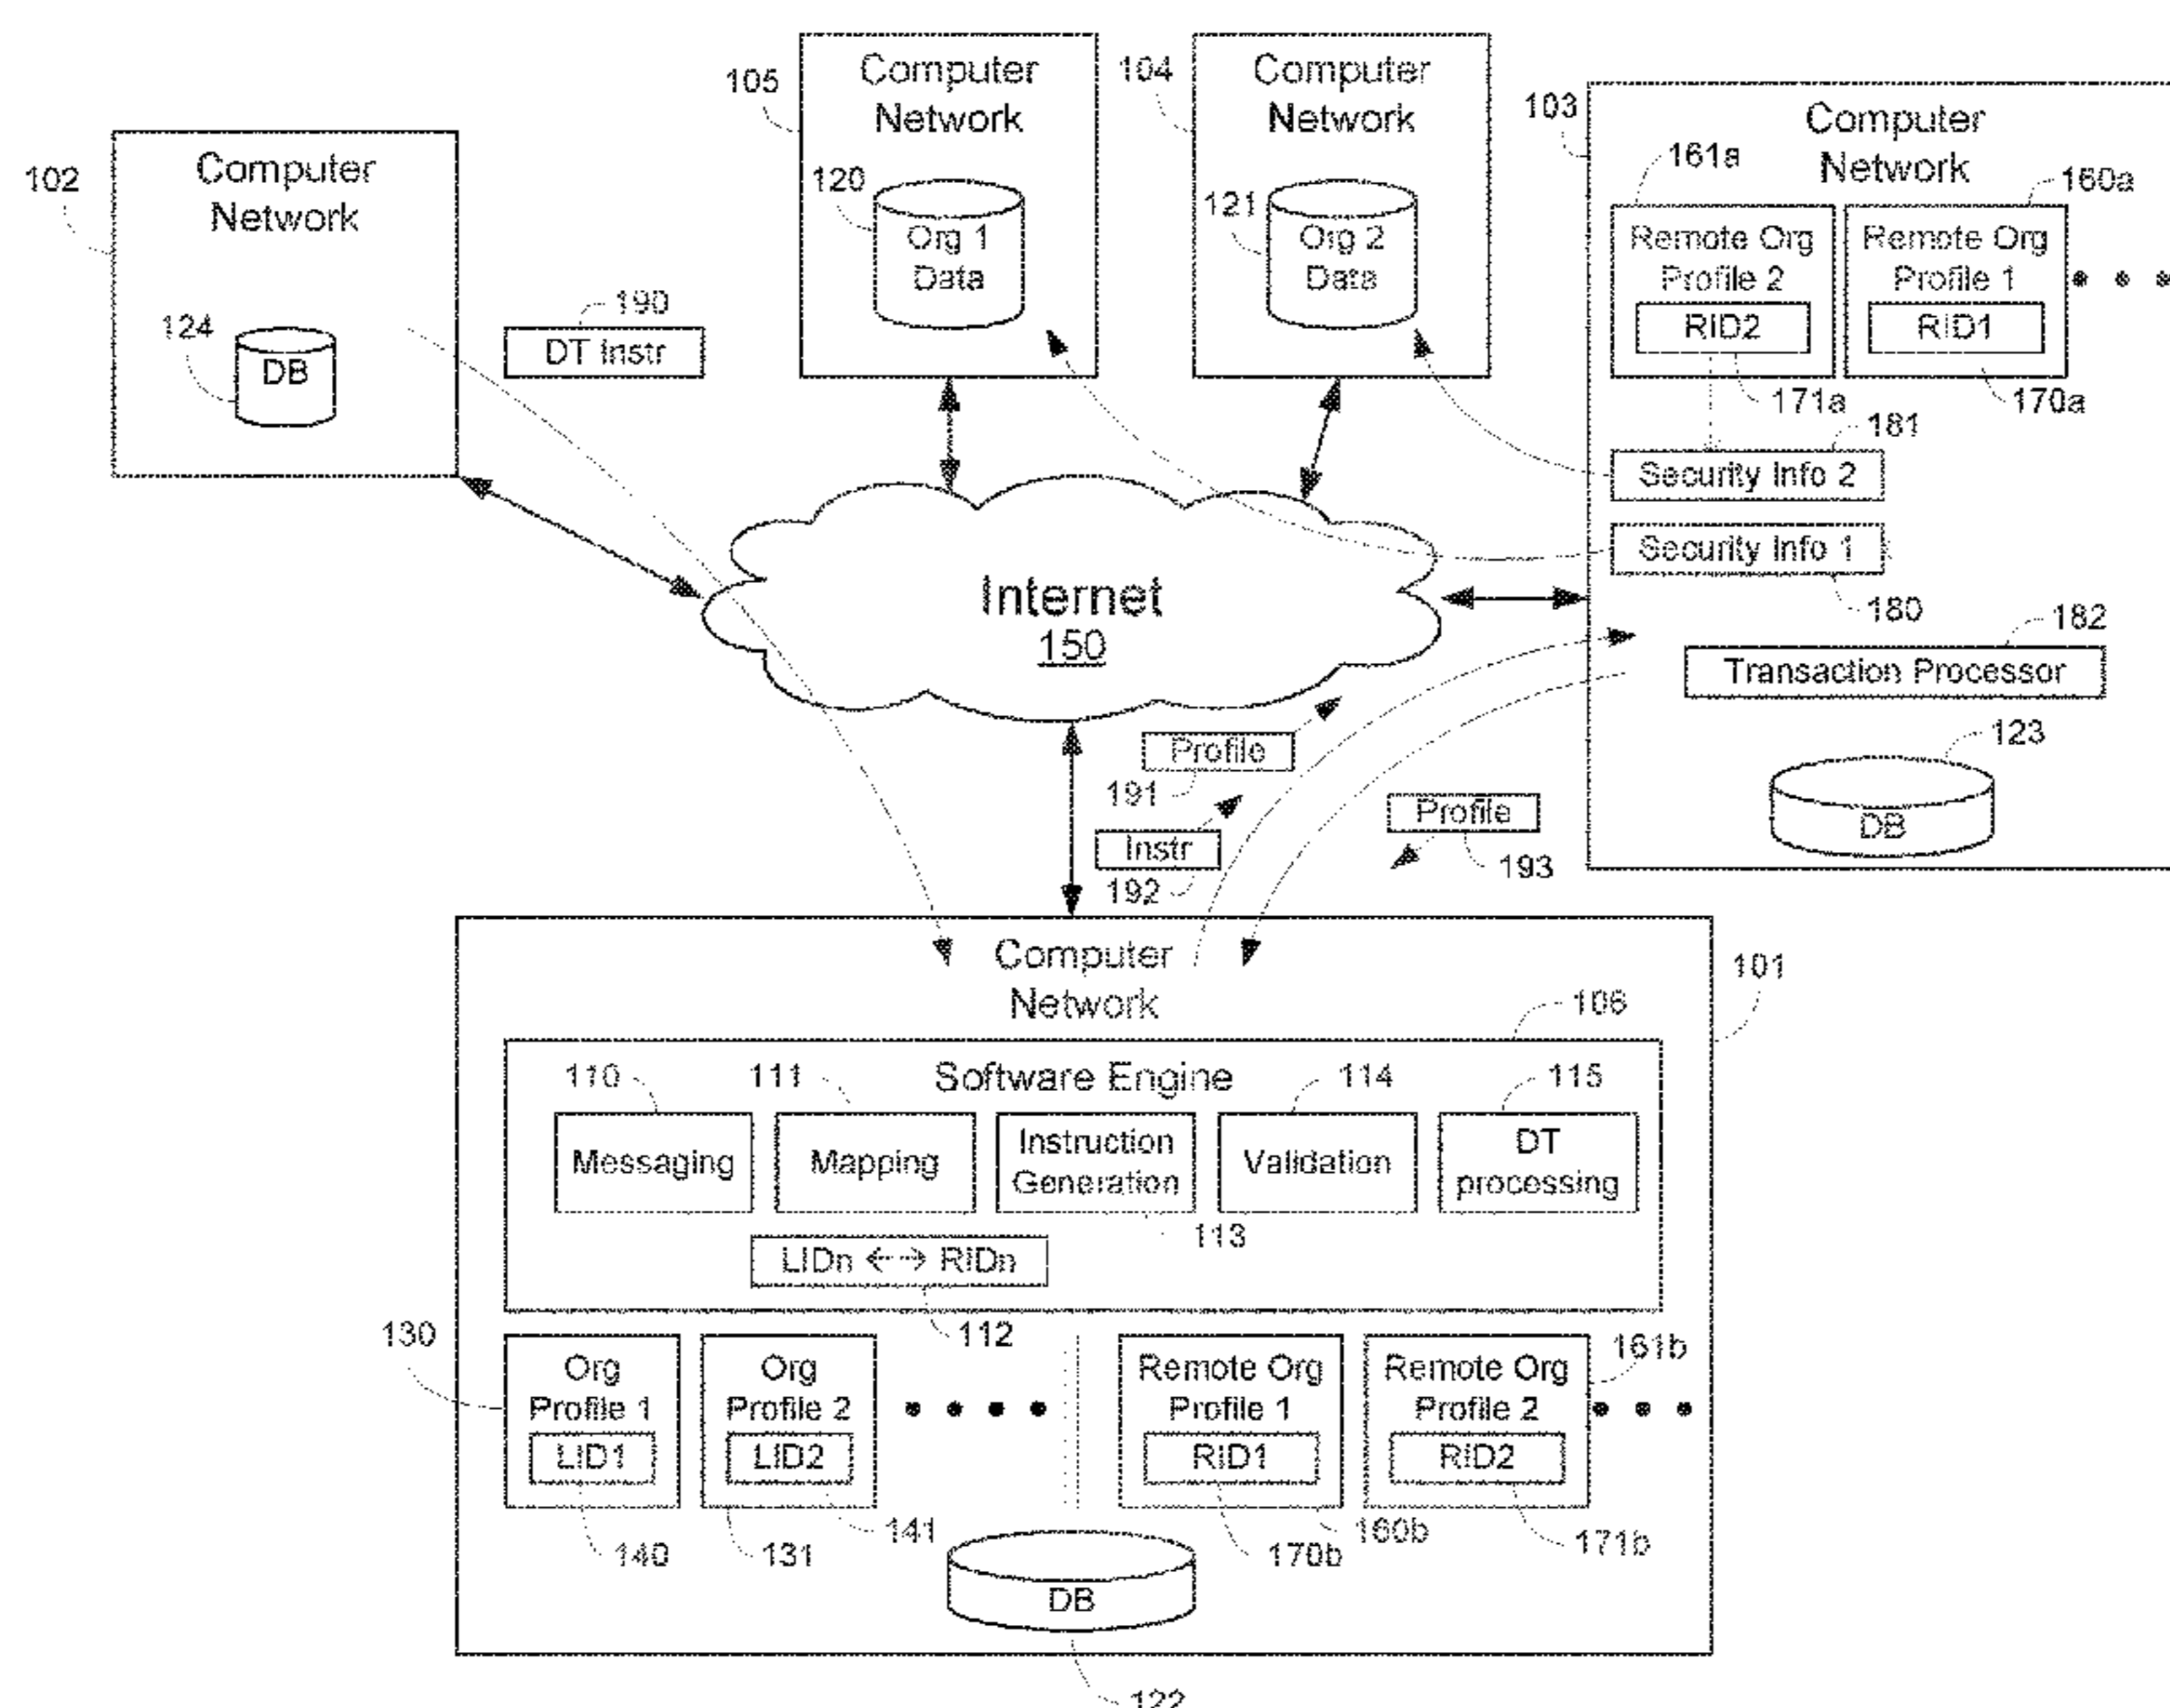 102
Computer
Network
124
DB
190
DT Instr
105
Computer
Network
120
Org 1
Data
104
Computer
Network
121
Org 2
Data
103
Computer
Network
161a
160a
Remote Org
Profile 2
RID2
Remote Org
Profile 1
RID1
171a
170a
181
Security Info 2
Security Info 1
180
182
Transaction Processor
123
DB
Internet
150
Profile
191
Instr
192
Profile
193
Computer
Network
101
106
Software Engine
110
111
114
115
Messaging
Mapping
Instruction
Generation
Validation
DT
processing
113
LIDn <--> RIDn
112
130
Org
Profile 1
LID1
Org
Profile 2
LID2
Remote Org
Profile 1
RID1
Remote Org
Profile 2
RID2
161b
140
131
141
170b
160b
171b
DB
122